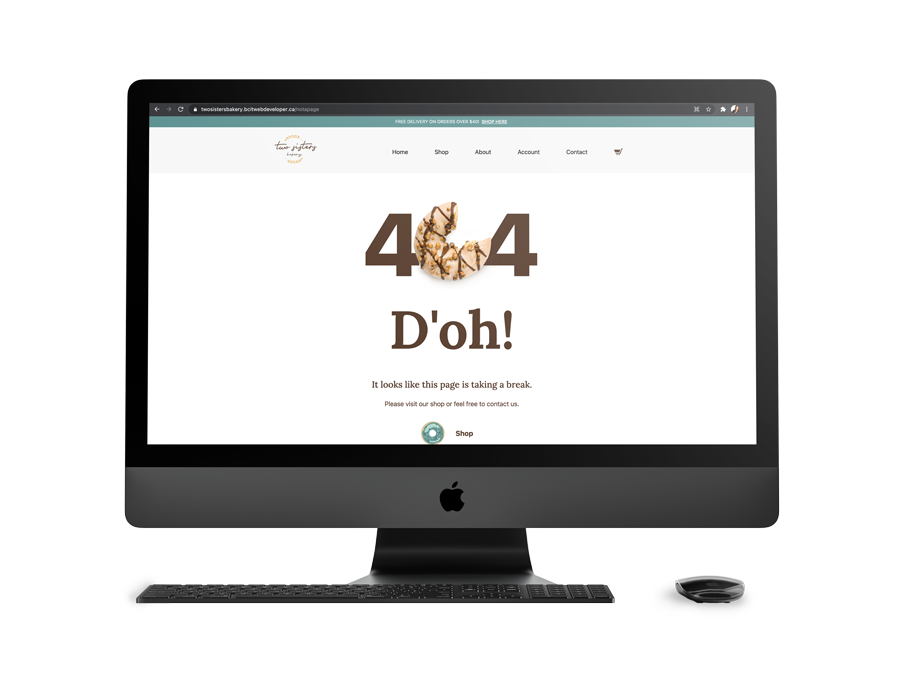 twosistersbakery.bcitwebdeveloper.ca/notapage
FREE DELIVERY ON ORDERS OVER $40! SHOP HERE
two sisters
bakery
Home Shop About Account Contact
4 4
D'oh!
It looks like this page is taking a break.
Please visit our shop or feel free to contact us.
Shop